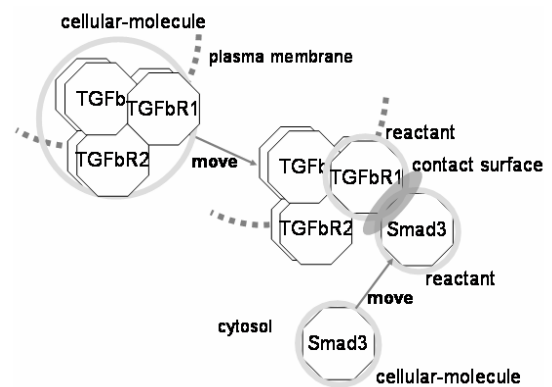 cellular-molecule
plasma membrane
TGFb
TGFbR1
TGFbR2
move
reactant
contact surface
TGFb
TGFbR1
TGFbR2
Smad3
reactant
move
cytosol
Smad3
cellular-molecule